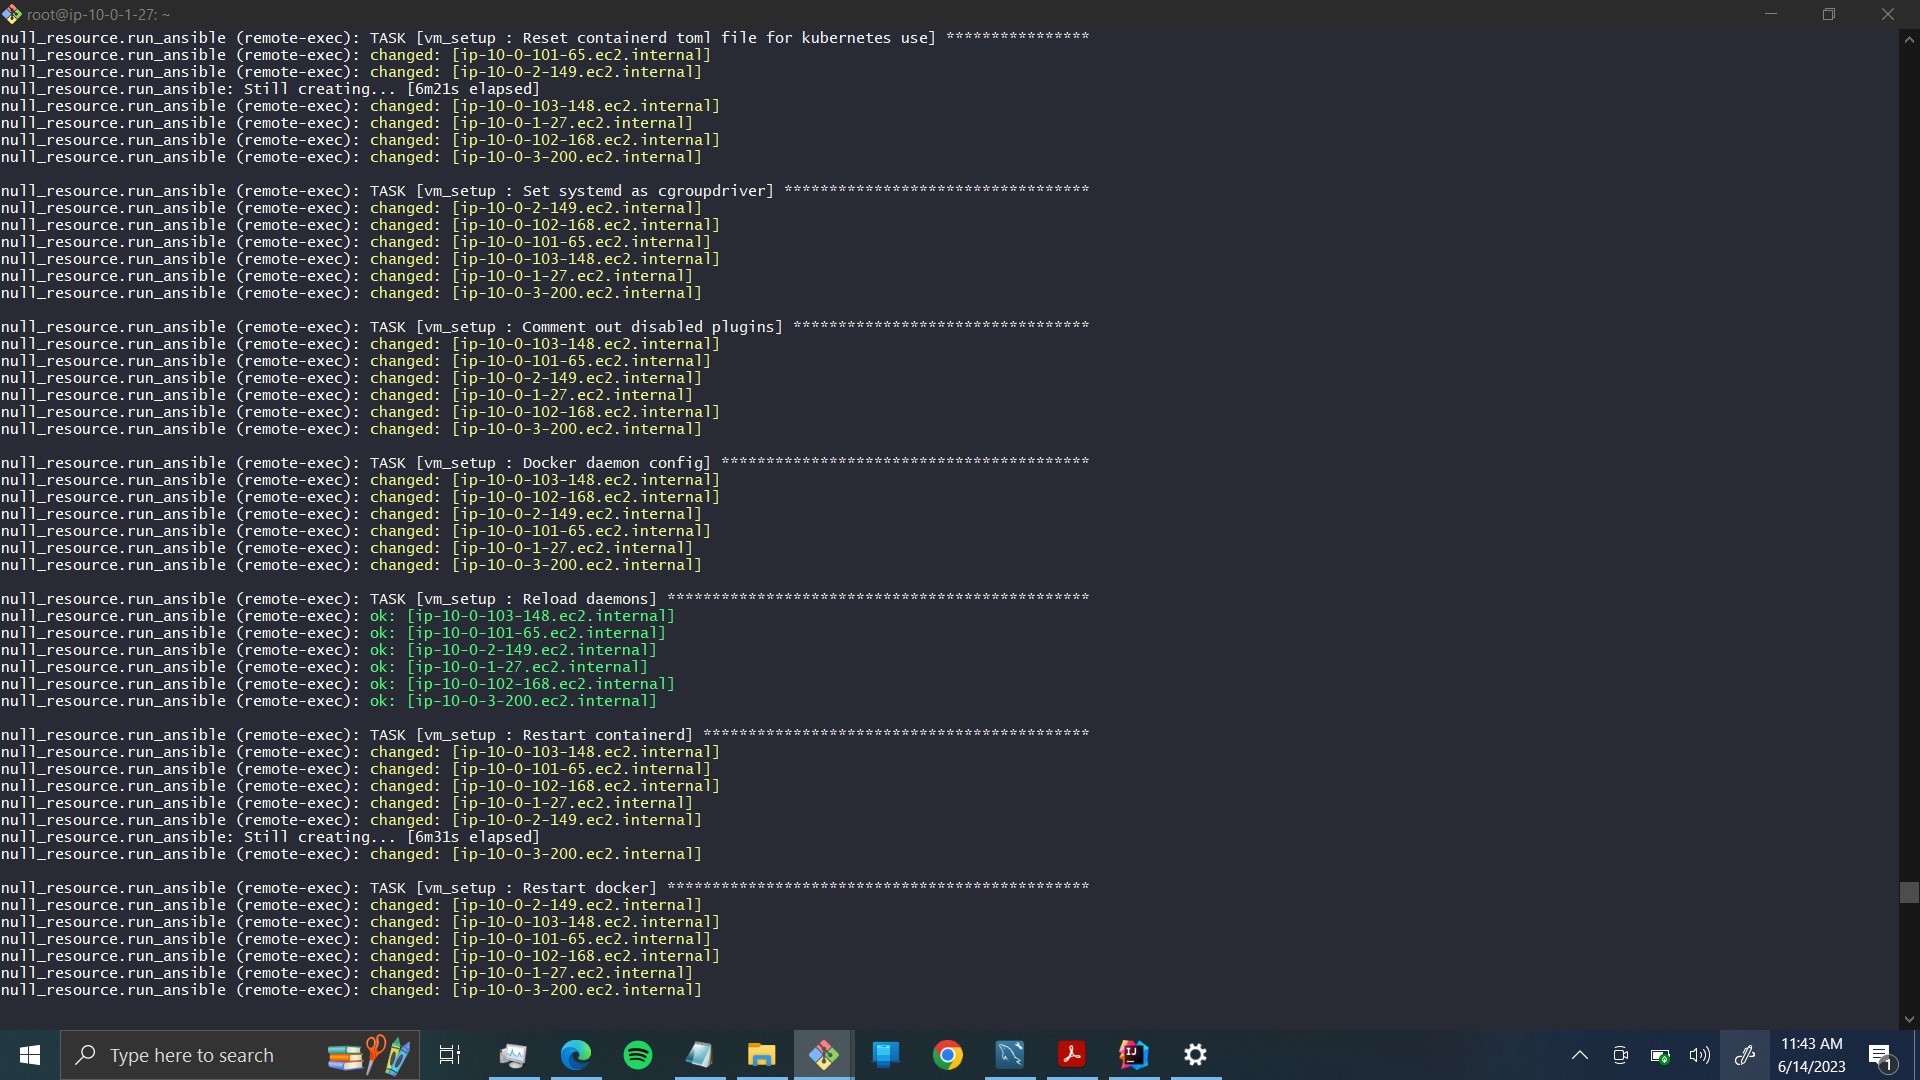 root@ip-10-0-1-27: ~
null_resource.run_ansible (remote-exec): TASK [vm_setup : Reset containerd toml file for kubernetes use] ****************
null_resource.run_ansible (remote-exec): changed: [ip-10-0-101-65.ec2.internal]
null_resource.run_ansible (remote-exec): changed: [ip-10-0-2-149.ec2.internal]
null_resource.run_ansible: Still creating... [6m21s elapsed]
null_resource.run_ansible (remote-exec): changed: [ip-10-0-103-148.ec2.internal]
null_resource.run_ansible (remote-exec): changed: [ip-10-0-1-27.ec2.internal]
null_resource.run_ansible (remote-exec): changed: [ip-10-0-102-168.ec2.internal]
null_resource.run_ansible (remote-exec): changed: [ip-10-0-3-200.ec2.internal]
null_resource.run_ansible (remote-exec): TASK [vm_setup : Set systemd as cgroupdriver] **********************************
null_resource.run_ansible (remote-exec): changed: [ip-10-0-2-149.ec2.internal]
null_resource.run_ansible (remote-exec): changed: [ip-10-0-102-168.ec2.internal]
null_resource.run_ansible (remote-exec): changed: [ip-10-0-101-65.ec2.internal]
null_resource.run_ansible (remote-exec): changed: [ip-10-0-103-148.ec2.internal]
null_resource.run_ansible (remote-exec): changed: [ip-10-0-1-27.ec2.internal]
null_resource.run_ansible (remote-exec): changed: [ip-10-0-3-200.ec2.internal]
null_resource.run_ansible (remote-exec): TASK [vm_setup : Comment out disabled plugins] *********************************
null_resource.run_ansible (remote-exec): changed: [ip-10-0-103-148.ec2.internal]
null_resource.run_ansible (remote-exec): changed: [ip-10-0-101-65.ec2.internal]
null_resource.run_ansible (remote-exec): changed: [ip-10-0-2-149.ec2.internal]
null_resource.run_ansible (remote-exec): changed: [ip-10-0-1-27.ec2.internal]
null_resource.run_ansible (remote-exec): changed: [ip-10-0-102-168.ec2.internal]
null_resource.run_ansible (remote-exec): changed: [ip-10-0-3-200.ec2.internal]
null_resource.run_ansible (remote-exec): TASK [vm_setup : Docker daemon config] *****************************************
null_resource.run_ansible (remote-exec): changed: [ip-10-0-103-148.ec2.internal]
null_resource.run_ansible (remote-exec): changed: [ip-10-0-102-168.ec2.internal]
null_resource.run_ansible (remote-exec): changed: [ip-10-0-2-149.ec2.internal]
null_resource.run_ansible (remote-exec): changed: [ip-10-0-101-65.ec2.internal]
null_resource.run_ansible (remote-exec): changed: [ip-10-0-1-27.ec2.internal]
null_resource.run_ansible (remote-exec): changed: [ip-10-0-3-200.ec2.internal]
null_resource.run_ansible (remote-exec): TASK [vm_setup : Reload daemons] ***********************************************
null_resource.run_ansible (remote-exec): ok: [ip-10-0-103-148.ec2.internal]
null_resource.run_ansible (remote-exec): ok: [ip-10-0-101-65.ec2.internal]
null_resource.run_ansible (remote-exec): ok: [ip-10-0-2-149.ec2.internal]
null_resource.run_ansible (remote-exec): ok: [ip-10-0-1-27.ec2.internal]
null_resource.run_ansible (remote-exec): ok: [ip-10-0-102-168.ec2.internal]
null_resource.run_ansible (remote-exec): ok: [ip-10-0-3-200.ec2.internal]
null_resource.run_ansible (remote-exec): TASK [vm_setup : Restart containerd] *******************************************
null_resource.run_ansible (remote-exec): changed: [ip-10-0-103-148.ec2.internal]
null_resource.run_ansible (remote-exec): changed: [ip-10-0-101-65.ec2.internal]
null_resource.run_ansible (remote-exec): changed: [ip-10-0-102-168.ec2.internal]
null_resource.run_ansible (remote-exec): changed: [ip-10-0-1-27.ec2.internal]
null_resource.run_ansible (remote-exec): changed: [ip-10-0-2-149.ec2.internal]
null_resource.run_ansible: Still creating... [6m31s elapsed]
null_resource.run_ansible (remote-exec): changed: [ip-10-0-3-200.ec2.internal]
null_resource.run_ansible (remote-exec): TASK [vm_setup : Restart docker] ***********************************************
null_resource.run_ansible (remote-exec): changed: [ip-10-0-2-149.ec2.internal]
null_resource.run_ansible (remote-exec): changed: [ip-10-0-103-148.ec2.internal]
null_resource.run_ansible (remote-exec): changed: [ip-10-0-101-65.ec2.internal]
null_resource.run_ansible (remote-exec): changed: [ip-10-0-102-168.ec2.internal]
null_resource.run_ansible (remote-exec): changed: [ip-10-0-1-27.ec2.internal]
null_resource.run_ansible (remote-exec): changed: [ip-10-0-3-200.ec2.internal]
Type here to search
IJ
11:43 AM
6/14/2023
1